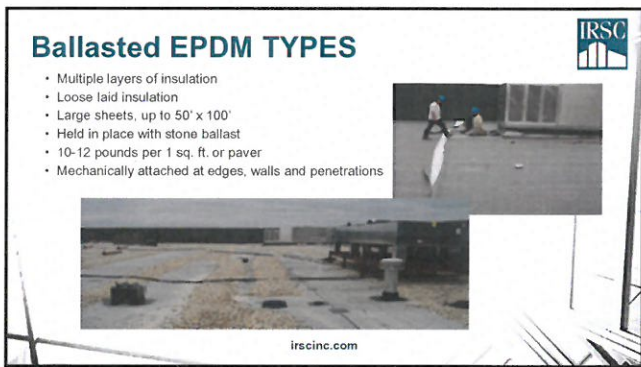 Ballasted EPDM TYPES
IRSC
• Multiple layers of insulation
• Loose laid insulation
• Large sheets, up to 50' x 100'
• Held in place with stone ballast
• 10-12 pounds per 1 sq. ft. or paver
• Mechanically attached at edges, walls and penetrations
irscinc.com